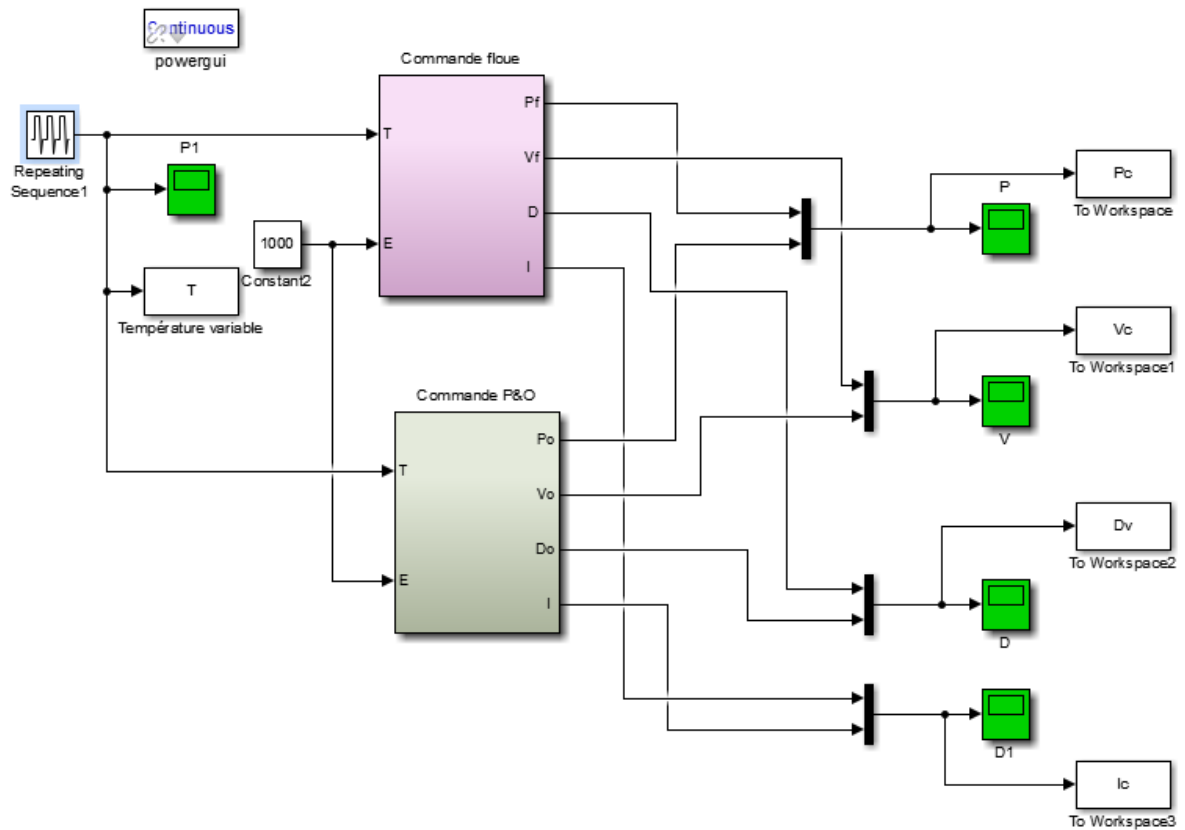 Continuous
powergui
Commande floue
Pf
T
Vf
D
E
I
Repeating
Sequence1
P1
1000
Constant2
T
Température variable
Commande P&O
Po
T
Vo
Do
E
I
Pc
To Workspace
P
Vc
To Workspace1
V
Dv
To Workspace2
D
D1
Ic
To Workspace3